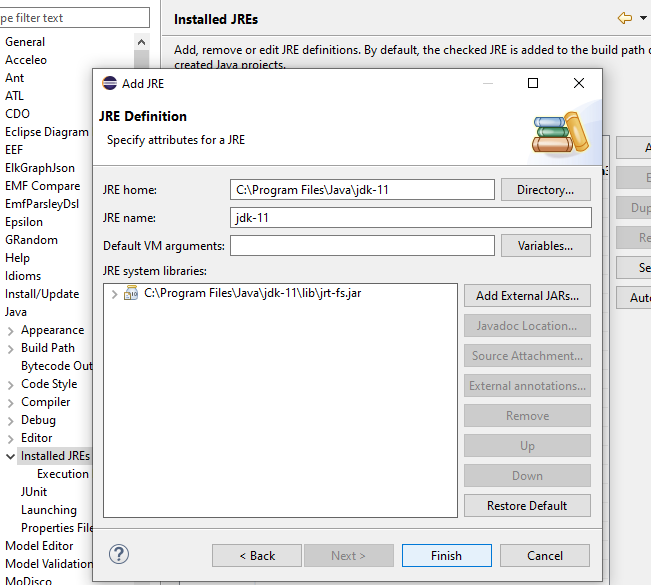 pe filter text
Installed JREs
General
Acceleo
Ant
ATL
CDO
Eclipse Diagram
EEF
ElkGraphJson
EMF Compare
EmfParsleyDsl
Epsilon
GRandom
Help
Idioms
Install/Update
Java
Appearance
Build Path
Bytecode Out
Code Style
Compiler
Debug
Editor
Installed JREs
Execution
JUnit
Launching
Properties File
Model Editor
Model Validation
MoDisco
Add, remove or edit JRE definitions. By default, the checked JRE is added to the build path o
created Java projects.
Add JRE
JRE Definition
Specify attributes for a JRE
JRE home:
C:\Program Files\Java\jdk-11
Directory...
JRE name:
jdk-11
Default VM arguments:
Variables...
JRE system libraries:
C:\Program Files\Java\jdk-11\lib\jrt-fs.jar
Add External JARs...
Javadoc Location...
Source Attachment...
External annotations...
Remove
Up
Down
Restore Default
?
< Back
Next >
Finish
Cancel
A
E
Dup
Re
Se
Auto